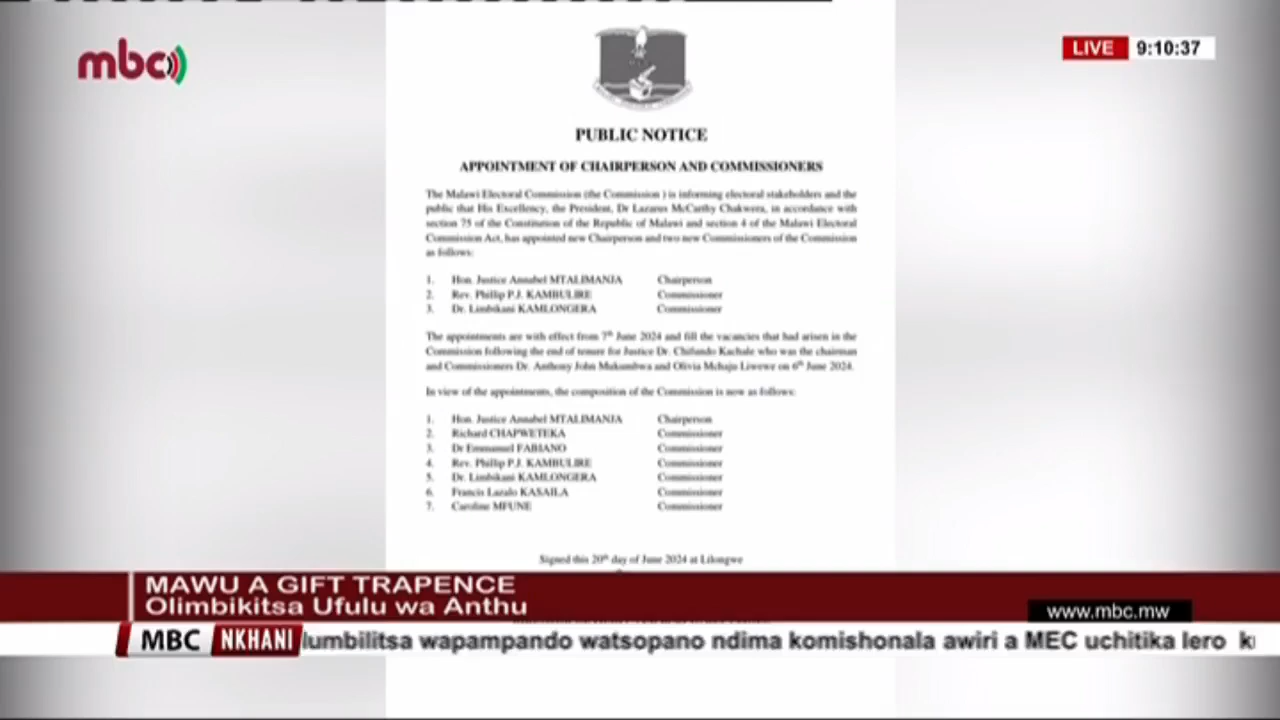 mbc
LIVE 9:10:37
PUBLIC NOTICE
APPOINTMENT OF CHAIRPERSON AND COMMISSIONERS
The Malawi Electoral Commission (the Commission ) is informing electoral stakeholders and the
public that His Excellency, the President, Dr Lazarus McCarthy Chakwera, in accordance with
section 75 of the Constitution of the Republic of Malawi and section 4 of the Malawi Electoral
Commission Act, has appointed new Chairperson and two new Commissioners of the Commission
as follows:
1. Hon. Justice Annabel MTALIMANJA Chairperson
2. Rev. Phillip P.J. KAMBULIRE Commissioner
3. Dr. Limbikani KAMLONGERA Commissioner
The appointments are with effect from 7th June 2024 and fill the vacancies that had arisen in the
Commission following the end of tenure for Justice Dr. Chifundo Kachale who was the chairman
and Commissioners Dr. Anthony John Mukumbwa and Olivia Mchaju Liwewe on 6th June 2024.
In view of the appointments, the composition of the Commission is now as follows:
1. Hon. Justice Annabel MTALIMANJA Chairperson
2. Richard CHAPWETEKA Commissioner
3. Dr Emmanuel FABIANO Commissioner
4. Rev. Phillip P.J. KAMBULIRE Commissioner
5. Dr. Limbikani KAMLONGERA Commissioner
6. Francis Lazalo KASAILA Commissioner
7. Caroline MFUNE Commissioner
Signed this 20th day of June 2024 at Lilongwe
MAWU A GIFT TRAPENCE
Olimbikitsa Ufulu wa Anthu
www.mbc.mw
MBC NKHANI lumbilitsa wapampando watsopano ndima komishonala awiri a MEC uchitika lero